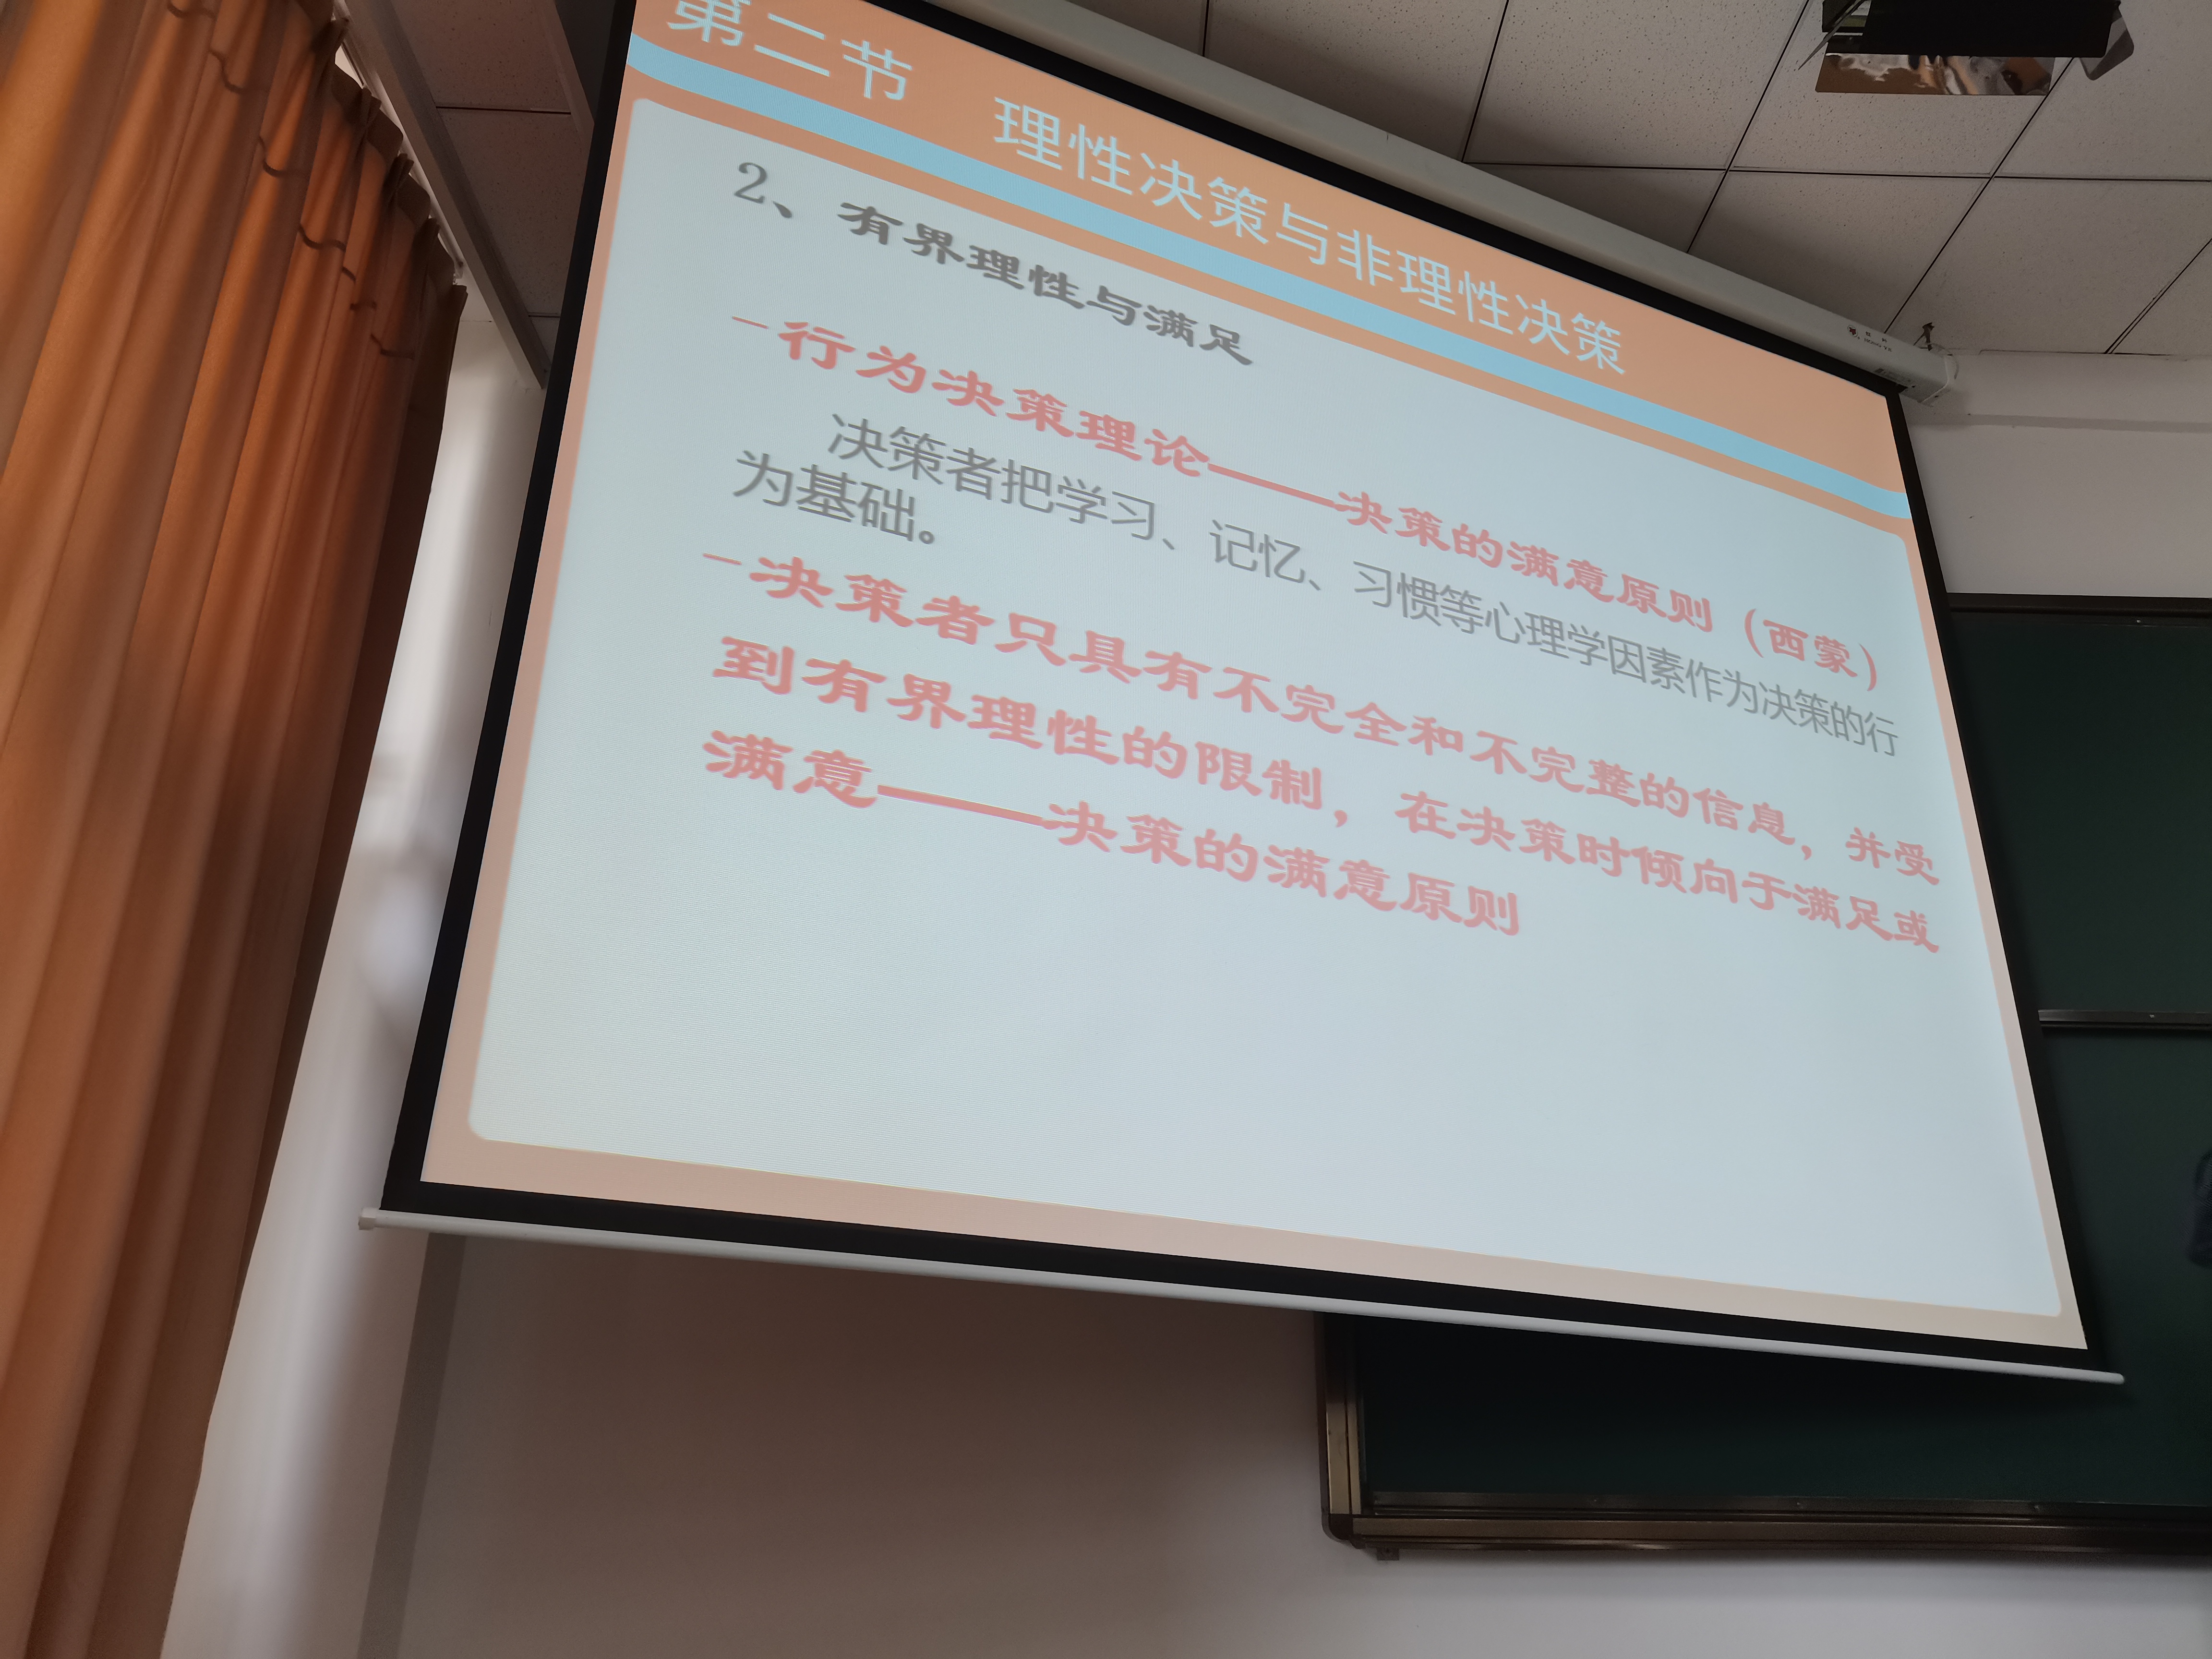 第二节 理性决策与非理性决策
2、有界理性与满足
–行为决策理论——决策的满意原则（西蒙）
决策者把学习、记忆、习惯等心理学因素作为决策的行
为基础。
–决策者只具有不完全和不完整的信息，并受
到有界理性的限制，在决策时倾向于满足或
满意——决策的满意原则